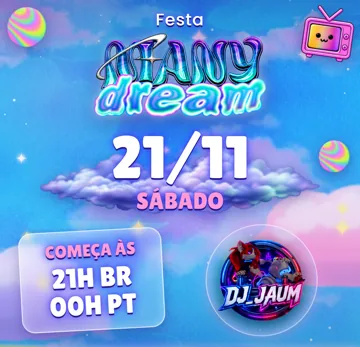 Festa
MANY
dream
21/11
SÁBADO
COMEÇA ÀS
21H BR
00H PT
DJ_JAUM